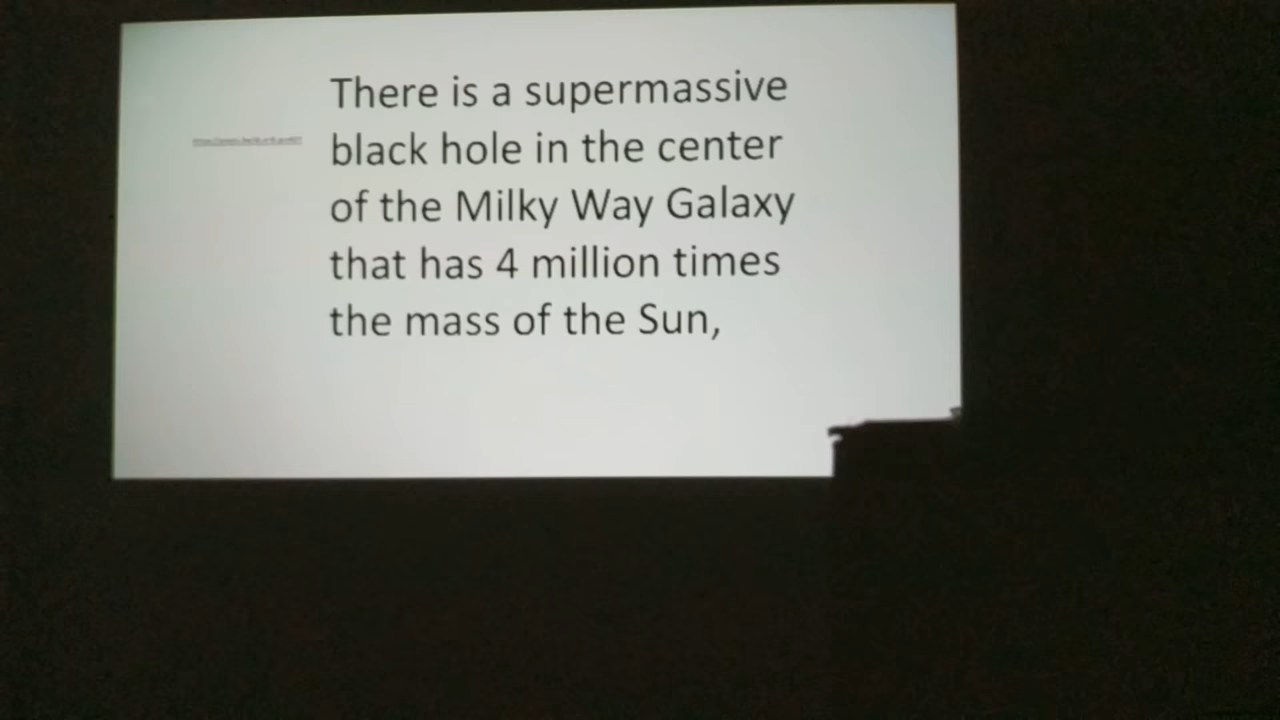 There is a supermassive
black hole in the center
of the Milky Way Galaxy
that has 4 million times
the mass of the Sun,